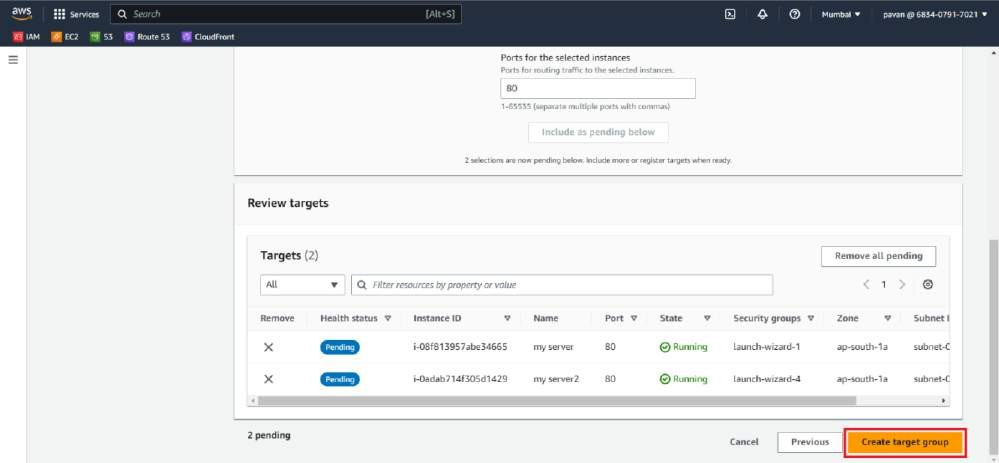 aws Services Search [Alt+S] Mumbai pavan @ 6834-0791-7021
IAM EC2 S3 Route 53 CloudFront
Ports for the selected instances
Ports for routing traffic to the selected instances.
80
1-65535 (separate multiple ports with commas)
Include as pending below
2 selections are now pending below. Include more or register targets when ready.
Review targets
Targets (2) Remove all pending
All Filter resources by property or value 1
Remove Health status Instance ID Name Port State Security groups Zone Subnet I
Pending i-08f813957abe34665 my server 80 Running launch-wizard-1 ap-south-1a subnet-0
Pending i-0adab714f305d1429 my server2 80 Running launch-wizard-4 ap-south-1a subnet-0
2 pending
Cancel Previous Create target group